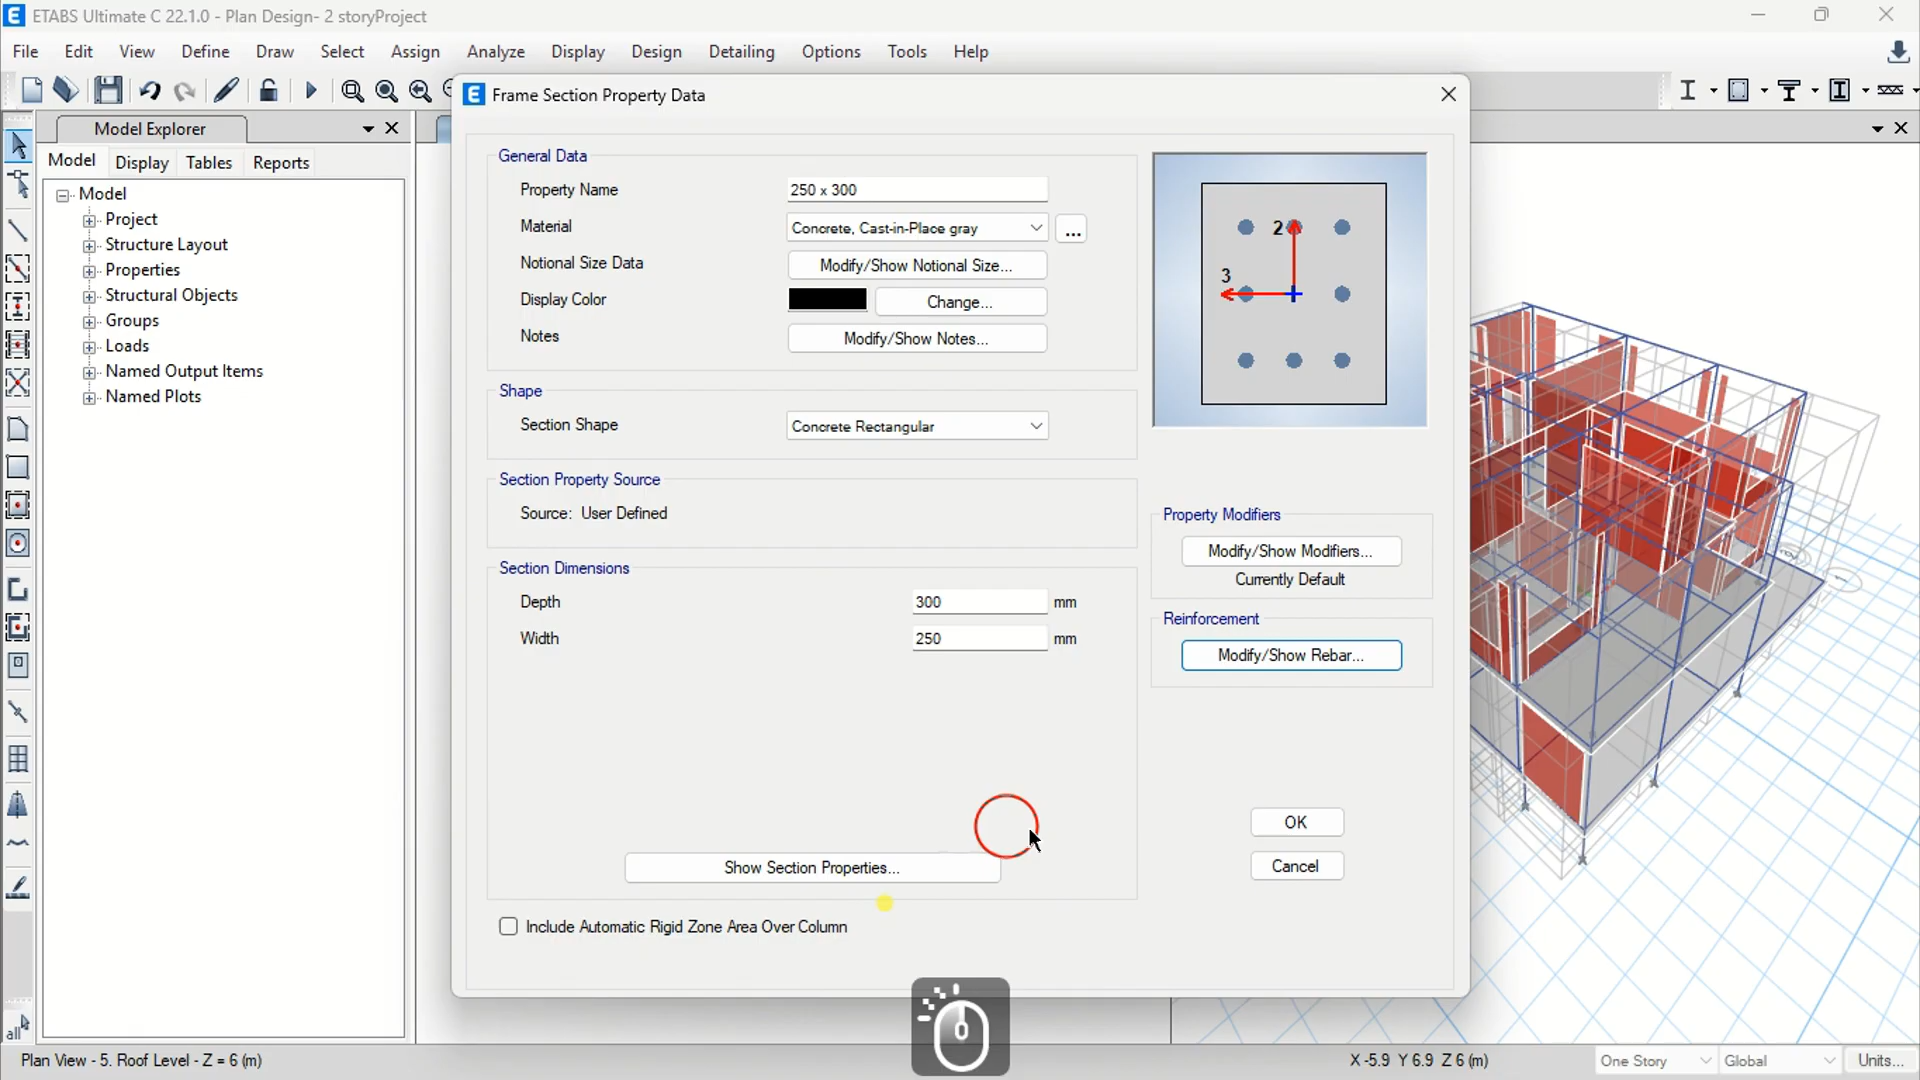 ETABS Ultimate C 22.1.0 - Plan Design- 2 storyProject
File Edit View Define Draw Select Assign Analyze Display Design Detailing Options Tools Help
Model Explorer
Model Display Tables Reports
Model
Project
Structure Layout
Properties
Structural Objects
Groups
Loads
Named Output Items
Named Plots
all
Frame Section Property Data
General Data
Property Name 250 x 300
Material Concrete, Cast-in-Place gray ...
Notional Size Data Modify/Show Notional Size...
Display Color Change...
Notes Modify/Show Notes...
Shape
Section Shape Concrete Rectangular
Section Property Source
Source: User Defined
Section Dimensions
Depth 300 mm
Width 250 mm
Show Section Properties...
Include Automatic Rigid Zone Area Over Column
2
3
Property Modifiers
Modify/Show Modifiers...
Currently Default
Reinforcement
Modify/Show Rebar...
OK
Cancel
Plan View - 5. Roof Level - Z = 6 (m) X -5.9 Y 6.9 Z 6 (m) One Story Global Units...